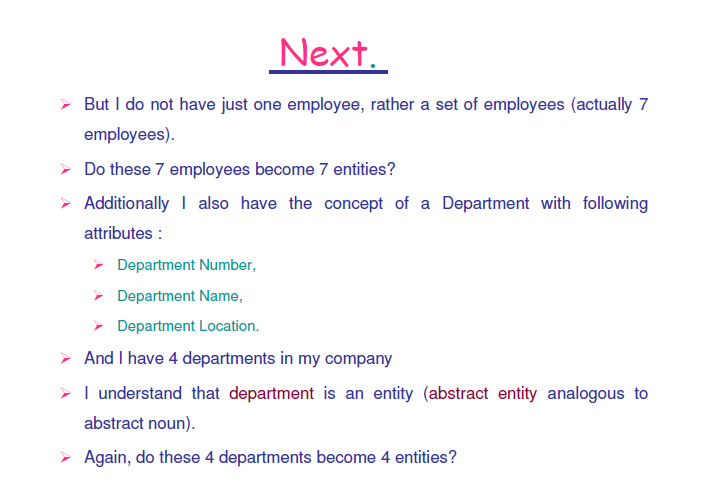 Next.
But I do not have just one employee, rather a set of employees (actually 7
employees).
Do these 7 employees become 7 entities?
Additionally I also have the concept of a Department with following
attributes :
Department Number,
Department Name,
Department Location.
And I have 4 departments in my company
I understand that department is an entity (abstract entity analogous to
abstract noun).
Again, do these 4 departments become 4 entities?